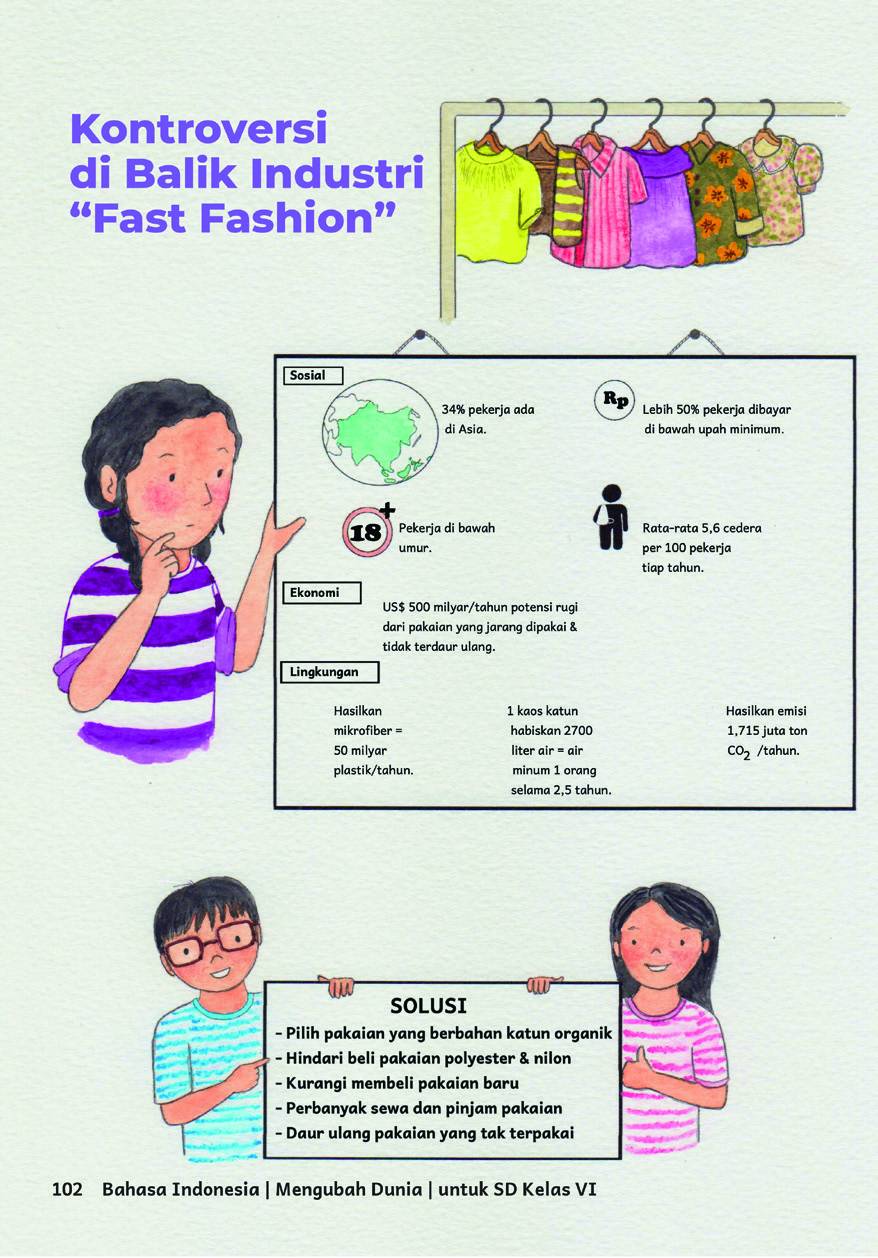 Kontroversi
di Balik Industri
“Fast Fashion”
Sosial
34% pekerja ada
di Asia.
Rp
Lebih 50% pekerja dibayar
di bawah upah minimum.
18+
Pekerja di bawah
umur.
Rata-rata 5,6 cedera
per 100 pekerja
tiap tahun.
Ekonomi
US$ 500 milyar/tahun potensi rugi
dari pakaian yang jarang dipakai &
tidak terdaur ulang.
Lingkungan
Hasilkan
mikrofiber =
50 milyar
plastik/tahun.
1 kaos katun
habiskan 2700
liter air = air
minum 1 orang
selama 2,5 tahun.
Hasilkan emisi
1,715 juta ton
CO2 /tahun.
SOLUSI
- Pilih pakaian yang berbahan katun organik
- Hindari beli pakaian polyester & nilon
- Kurangi membeli pakaian baru
- Perbanyak sewa dan pinjam pakaian
- Daur ulang pakaian yang tak terpakai
102 Bahasa Indonesia | Mengubah Dunia | untuk SD Kelas VI